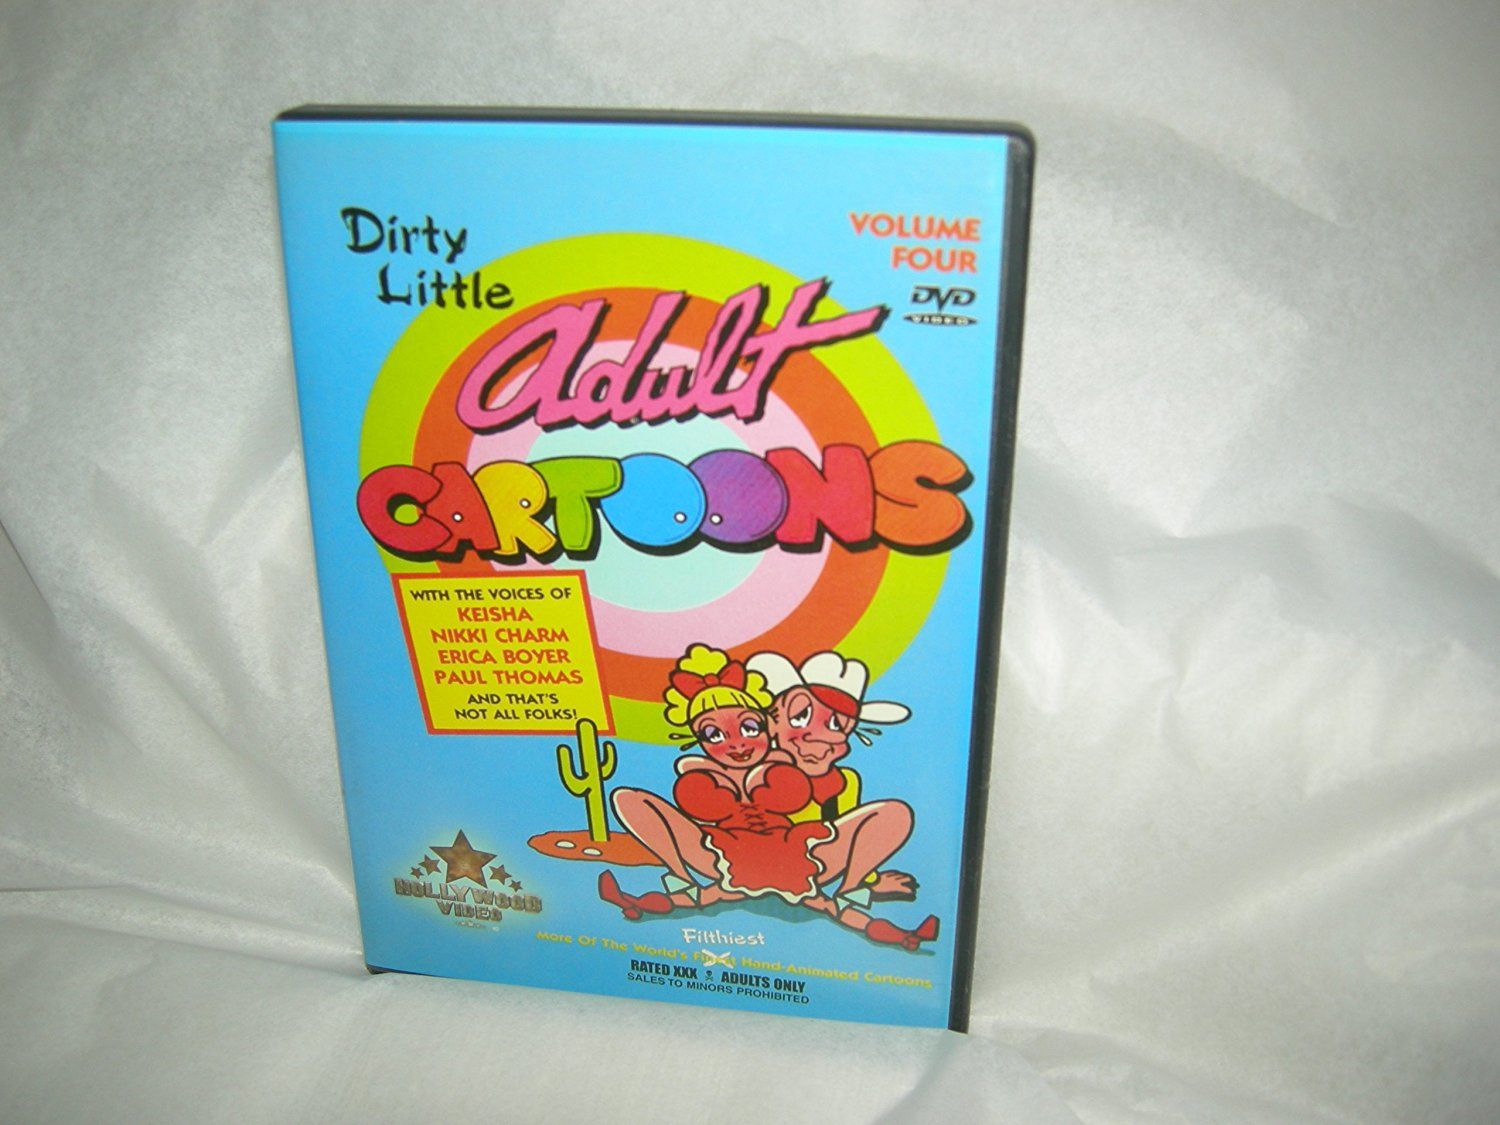 Dirty
Little
VOLUME
FOUR
DVD
VIDEO
adult
CARTOONS
WITH THE VOICES OF
KEISHA
NIKKI CHARM
ERICA BOYER
PAUL THOMAS
AND THAT'S
NOT ALL FOLKS!
HOLLYWOOD
VIDEO
Filthiest
More Of The World's Finest Hand-Animated Cartoons
RATED XXX ADULTS ONLY
SALES TO MINORS PROHIBITED